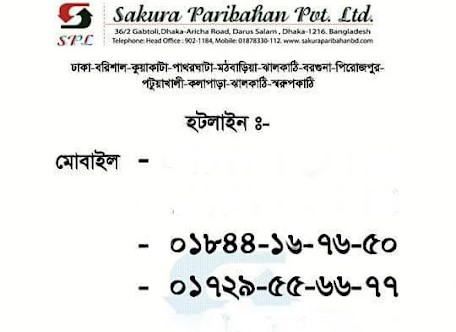 SPL
Sakura Paribahan Pvt. Ltd.
36/2 Gabtoli,Dhaka-Aricha Road, Darus Salam , Dhaka-1216. Bangladesh
Telephone: Head Office : 902-1184, Mobile: 01878330-112. www.sakuraparibahanbd.com
ঢাকা-বরিশাল-কুয়াকাটা-পাথরঘাটা-মঠবাড়িয়া-ঝালকাঠি-বরগুনা-পিরোজপুর-
পটুয়াখালী-কলাপাড়া-ঝালকাঠি-স্বরুপকাঠি
হটলাইন ঃ-
মোবাইল -
- ০১৮৪৪-১৬-৭৬-৫০
- ০১৭২৯-৫৫-৬৬-৭৭